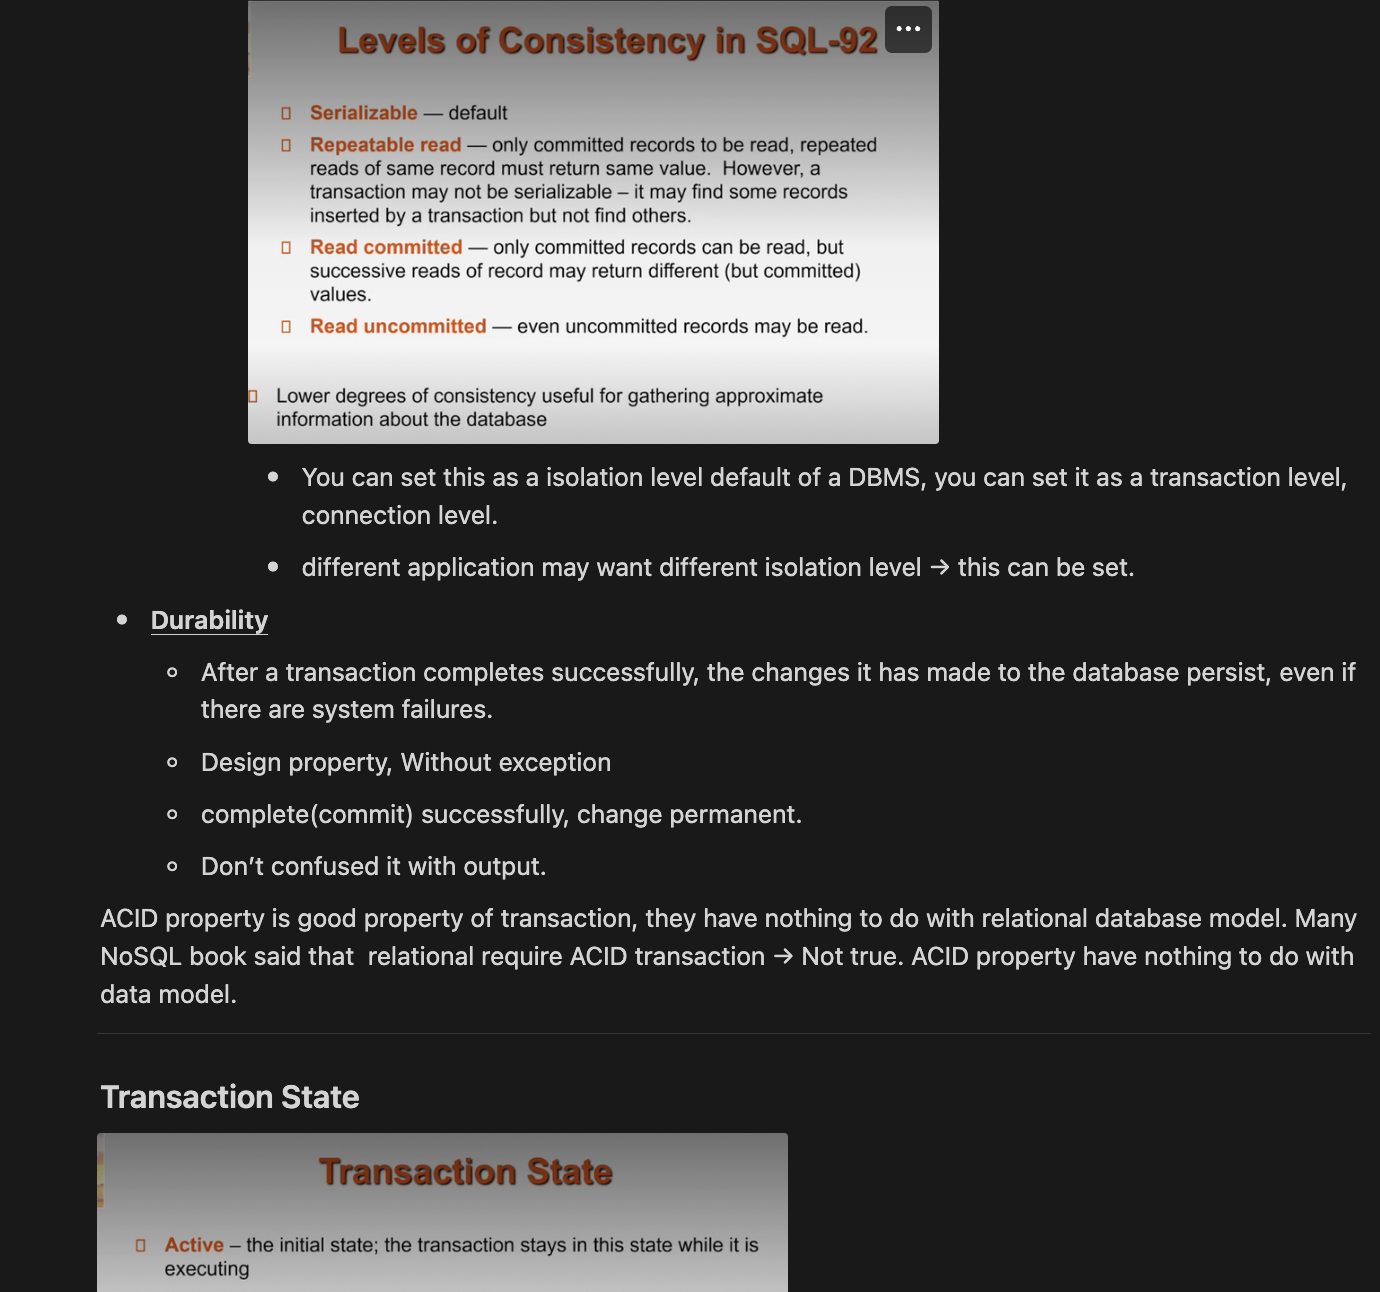 Levels of Consistency in SQL-92
Serializable — default
Repeatable read — only committed records to be read, repeated
reads of same record must return same value.  However, a
transaction may not be serializable – it may find some records
inserted by a transaction but not find others.
Read committed — only committed records can be read, but
successive reads of record may return different (but committed)
values.
Read uncommitted — even uncommitted records may be read.
Lower degrees of consistency useful for gathering approximate
information about the database
You can set this as a isolation level default of a DBMS, you can set it as a transaction level,
connection level.
different application may want different isolation level → this can be set.
Durability
After a transaction completes successfully, the changes it has made to the database persist, even if
there are system failures.
Design property, Without exception
complete(commit) successfully, change permanent.
Don’t confused it with output.
ACID property is good property of transaction, they have nothing to do with relational database model. Many
NoSQL book said that  relational require ACID transaction → Not true. ACID property have nothing to do with
data model.
Transaction State
Transaction State
Active – the initial state; the transaction stays in this state while it is
executing